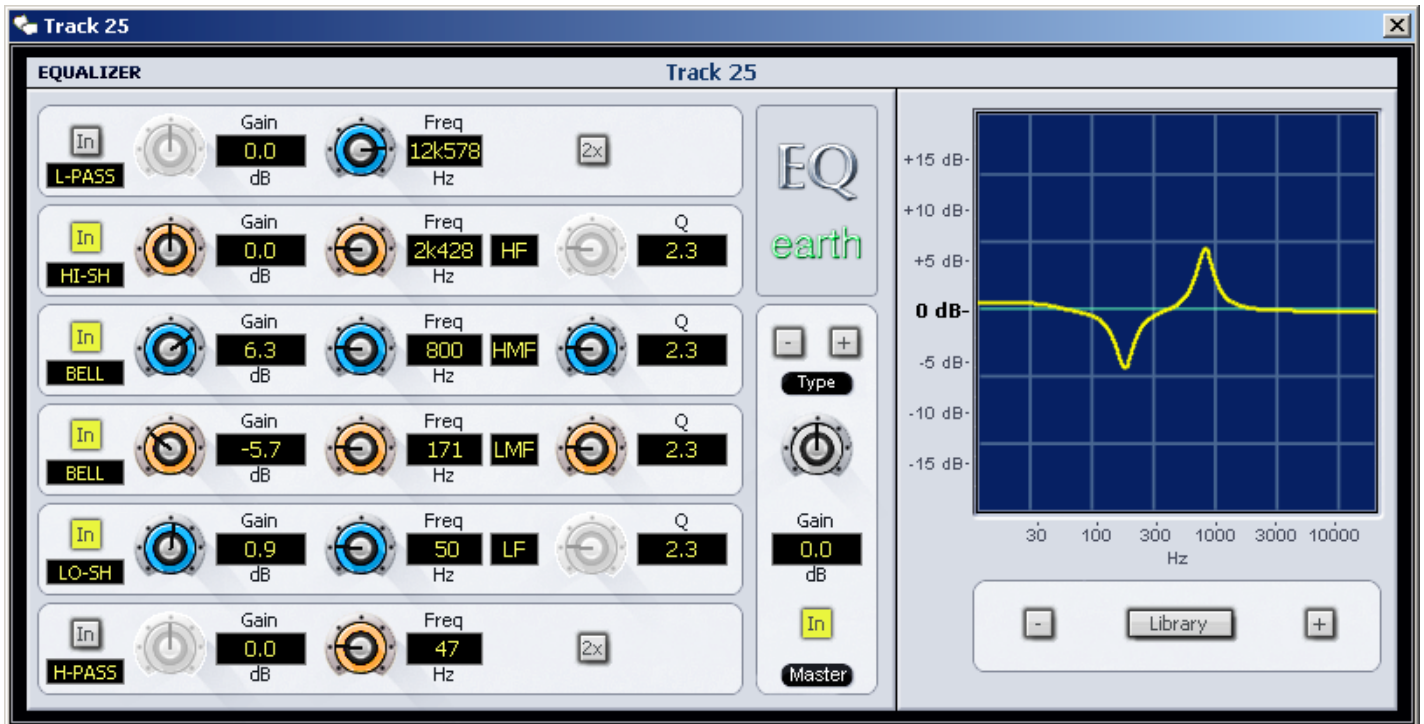 Track 25
EQUALIZER Track 25
In Gain Freq 2x
0.0 12k578
L-PASS dB Hz
In Gain Freq Q
0.0 2k428 HF 2.3
HI-SH dB Hz
In Gain Freq Q
6.3 800 HMF 2.3
BELL dB Hz
In Gain Freq Q
-5.7 171 LMF 2.3
BELL dB Hz
In Gain Freq Q
0.9 50 LF 2.3
LO-SH dB Hz
In Gain Freq 2x
0.0 47
H-PASS dB Hz
EQ
earth
- +
Type
Gain
0.0
dB
In
Master
+15 dB-
+10 dB-
+5 dB-
0 dB-
-5 dB-
-10 dB-
-15 dB-
30 100 300 1000 3000 10000
Hz
- Library +